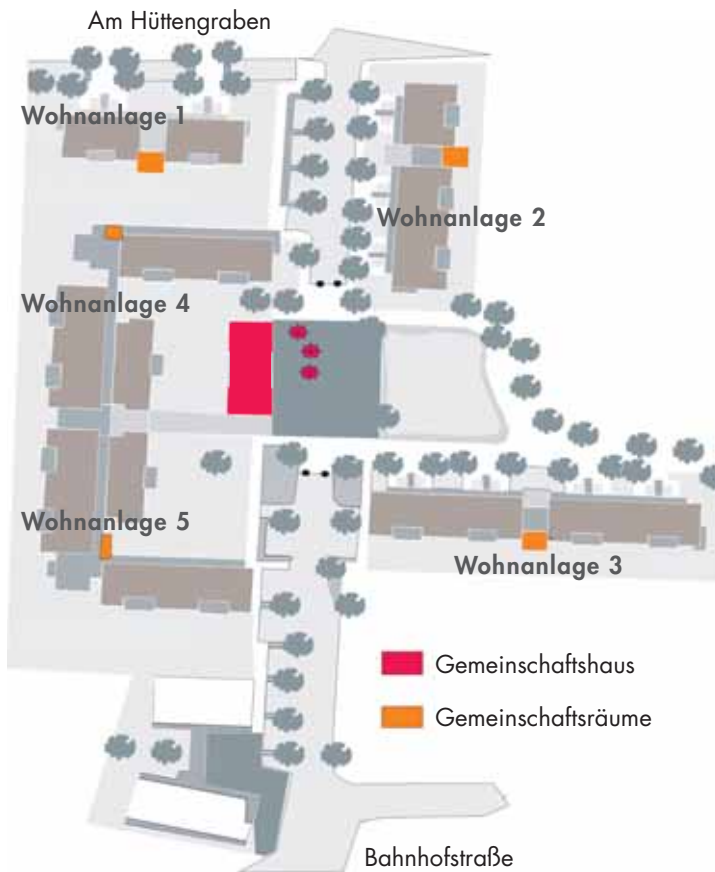 Am Hüttengraben
Wohnanlage 1
Wohnanlage 2
Wohnanlage 4
Wohnanlage 5
Wohnanlage 3
Gemeinschaftshaus
Gemeinschaftsräume
Bahnhofstraße